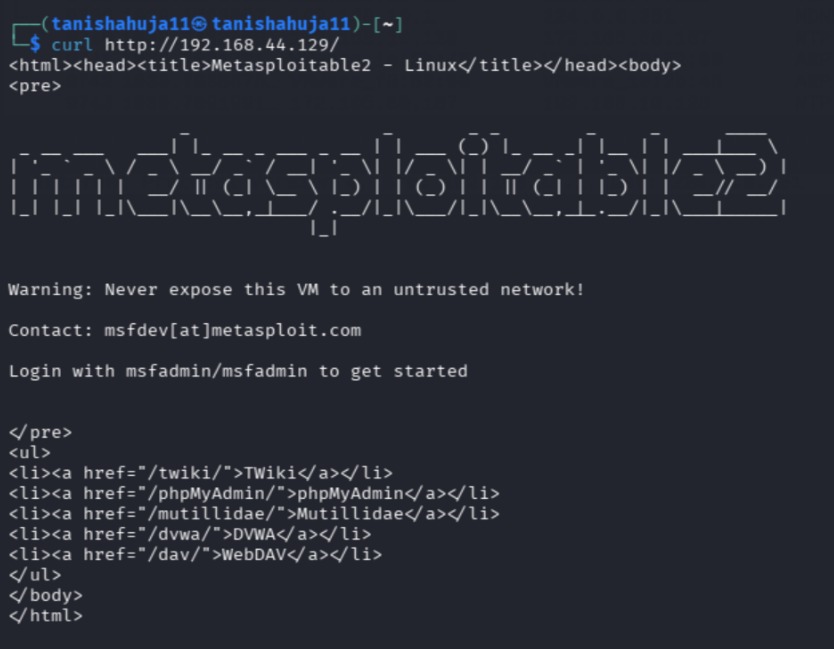 ┌──(tanishahuja11㉿tanishahuja11)-[~]
└─$ curl http://192.168.44.129/
<html><head><title>Metasploitable2 - Linux</title></head><body>
<pre>
metasploitable2
Warning: Never expose this VM to an untrusted network!
Contact: msfdev[at]metasploit.com
Login with msfadmin/msfadmin to get started
</pre>
<ul>
<li><a href="/twiki/">TWiki</a></li>
<li><a href="/phpMyAdmin/">phpMyAdmin</a></li>
<li><a href="/mutillidae/">Mutillidae</a></li>
<li><a href="/dvwa/">DVWA</a></li>
<li><a href="/dav/">WebDAV</a></li>
</ul>
</body>
</html>